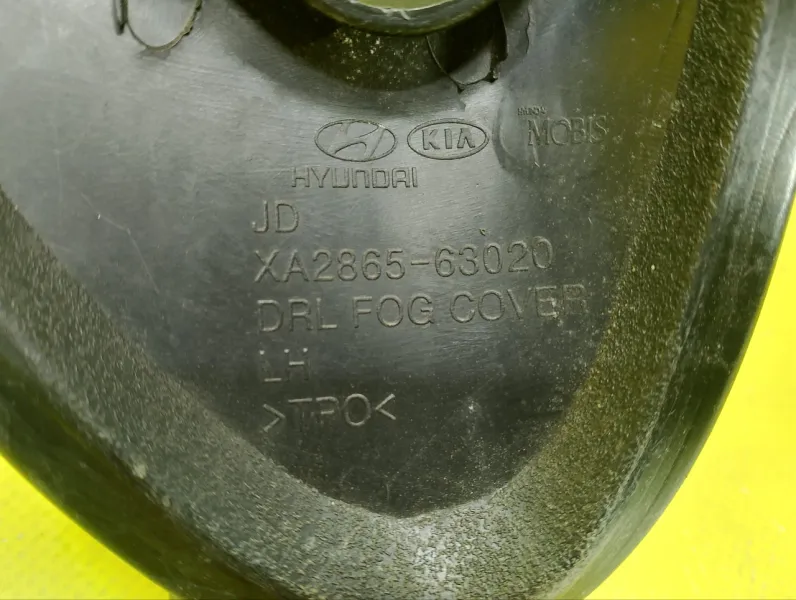 KIA
MOBIS
HYUNDAI
JD
XA2865-63020
DRL FOG COVER
LH
>TPO<